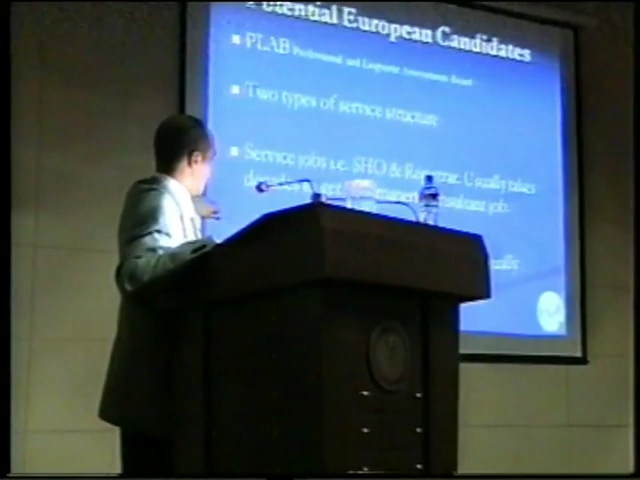 Potential European Candidates
PLAB Professional and Linguistic Assessment Board
Two types of service structure
Service jobs i.e. SHO & Registrar. Usually takes
decades to get permanent consultant job.